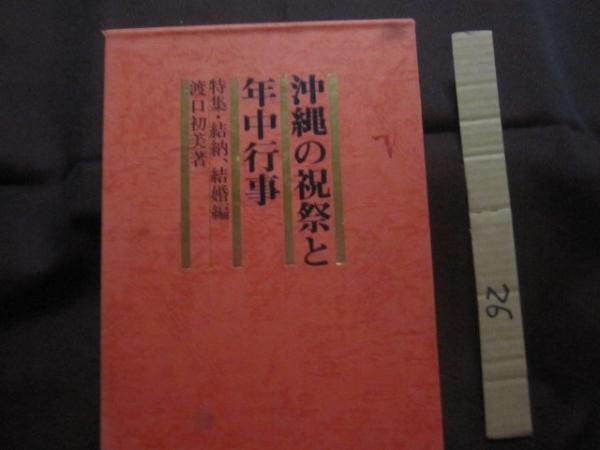 沖縄の祝祭と
年中行事
特集・結納、結婚編
渡口初美著
26